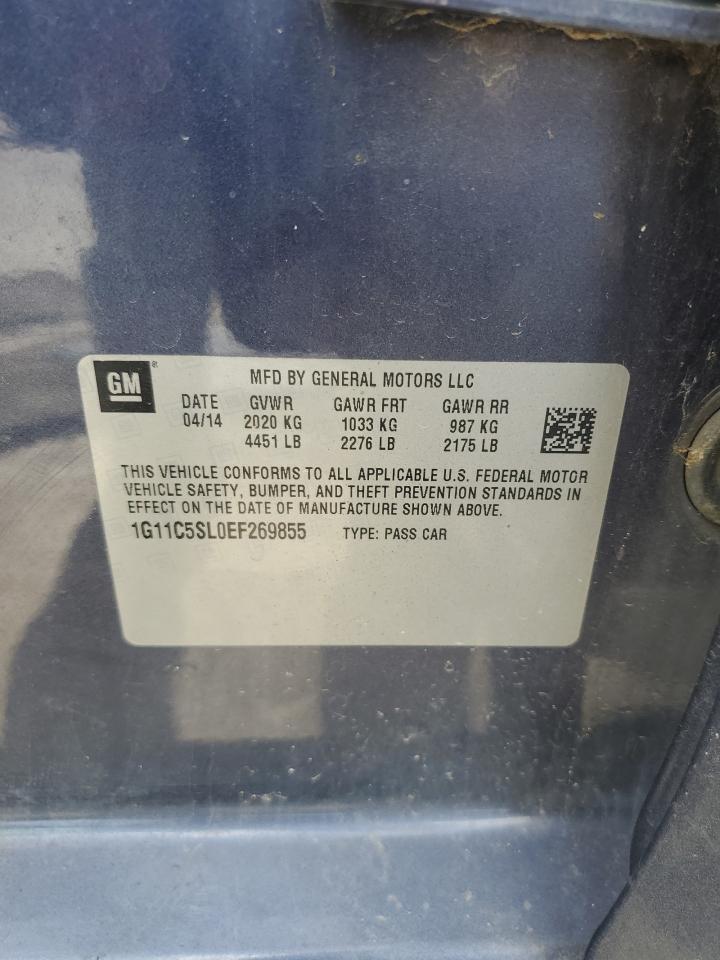 GM ®
MFD BY GENERAL MOTORS LLC
DATE GVWR GAWR FRT GAWR RR
04/14 2020 KG 1033 KG 987 KG
4451 LB 2276 LB 2175 LB
THIS VEHICLE CONFORMS TO ALL APPLICABLE U.S. FEDERAL MOTOR
VEHICLE SAFETY, BUMPER, AND THEFT PREVENTION STANDARDS IN
EFFECT ON THE DATE OF MANUFACTURE SHOWN ABOVE.
1G11C5SL0EF269855 TYPE: PASS CAR